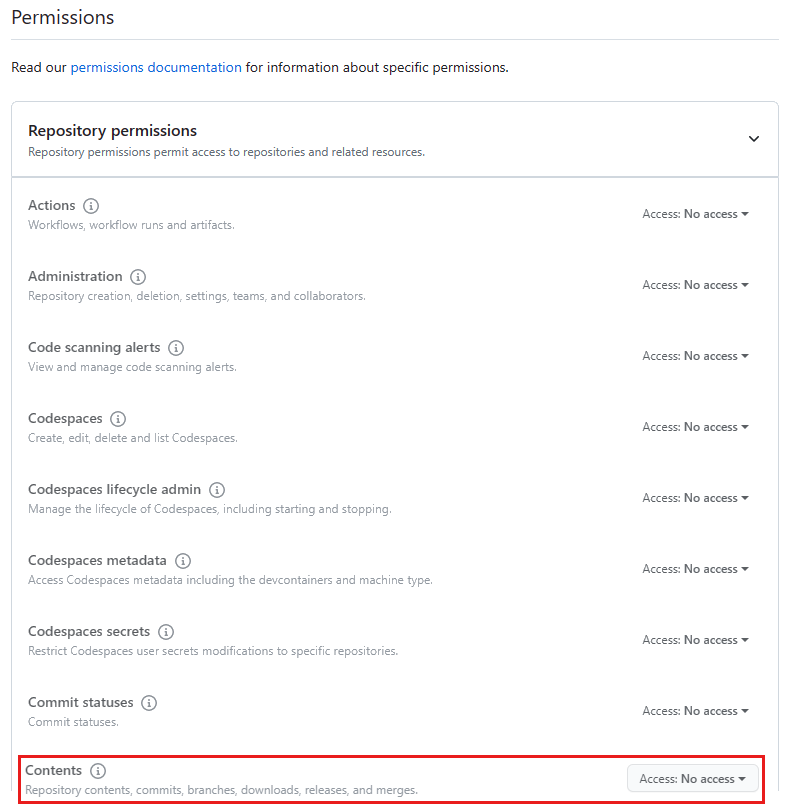 Permissions
Read our permissions documentation for information about specific permissions.
Repository permissions
Repository permissions permit access to repositories and related resources.
Actions
Access: No access
Workflows, workflow runs and artifacts.
Administration
Access: No access
Repository creation, deletion, settings, teams, and collaborators.
Code scanning alerts
Access: No access
View and manage code scanning alerts.
Codespaces
Access: No access
Create, edit, delete and list Codespaces.
Codespaces lifecycle admin
Access: No access
Manage the lifecycle of Codespaces, including starting and stopping.
Codespaces metadata
Access: No access
Access Codespaces metadata including the devcontainers and machine type.
Codespaces secrets
Access: No access
Restrict Codespaces user secrets modifications to specific repositories.
Commit statuses
Access: No access
Commit statuses.
Contents
Access: No access
Repository contents, commits, branches, downloads, releases, and merges.